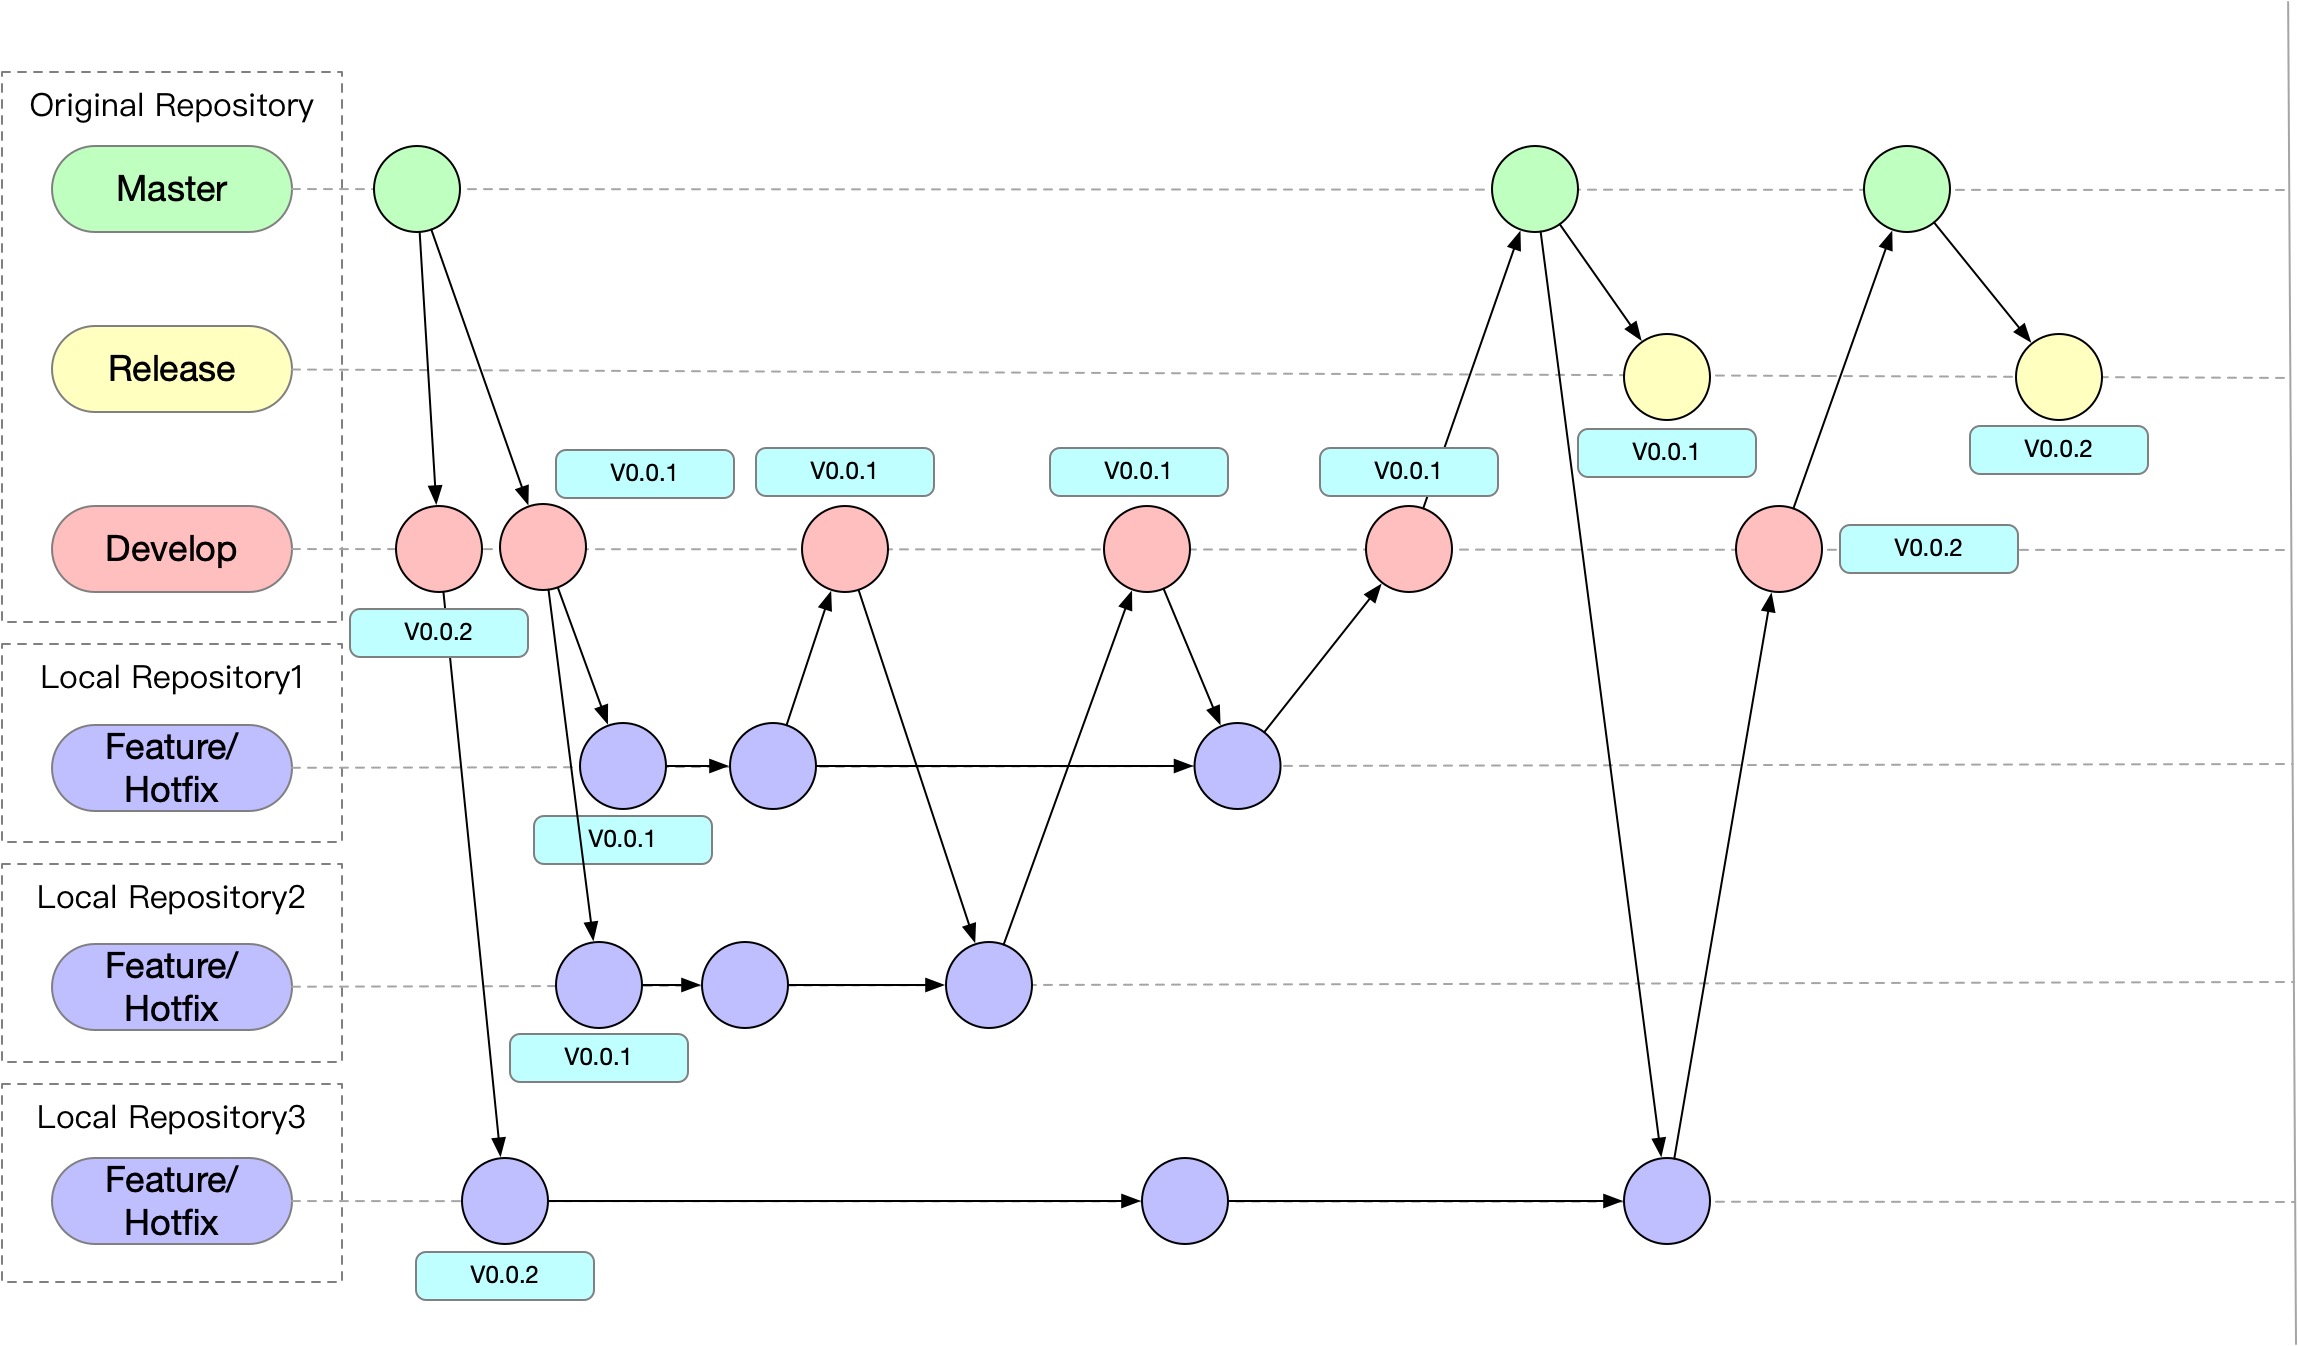 Original Repository
Master
Release
Develop
V0.0.1
V0.0.1
V0.0.1
V0.0.1
V0.0.1
V0.0.2
V0.0.2
V0.0.2
Local Repository1
Feature/
Hotfix
V0.0.1
Local Repository2
Feature/
Hotfix
V0.0.1
Local Repository3
Feature/
Hotfix
V0.0.2